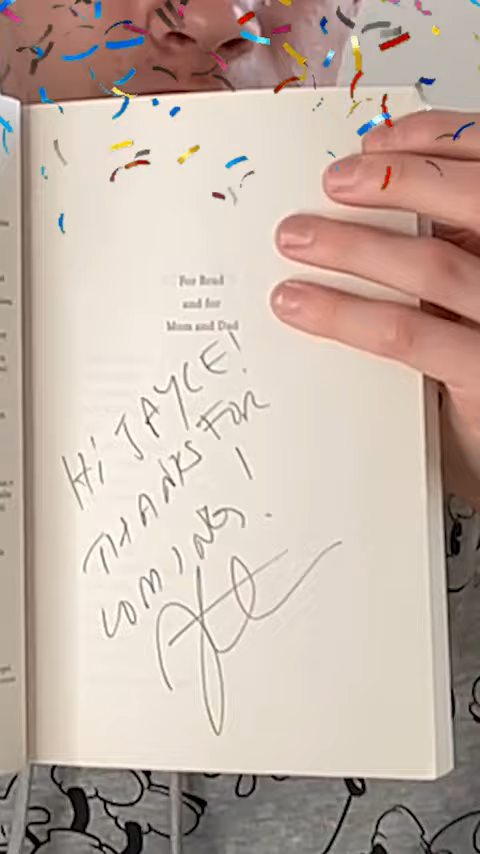 For Brad
and for
Mom and Dad
Hi JAYCE!
THANKS FOR
COMING!